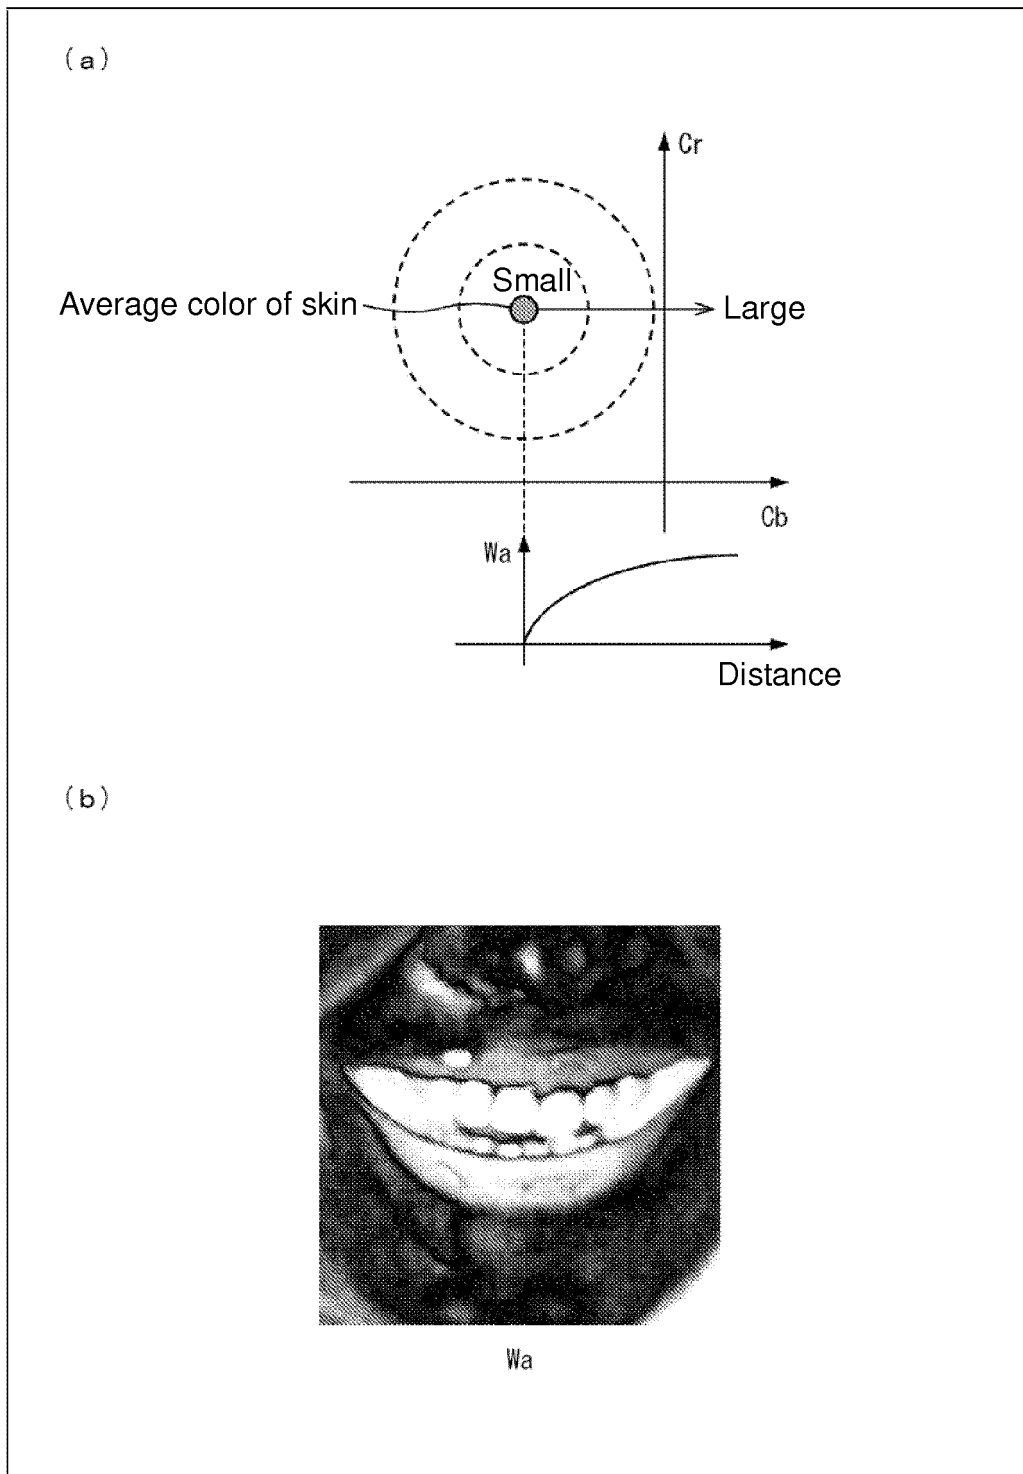 (a)
Cr
Small
Average color of skin
Large
Cb
Wa
Distance
(b)
Wa